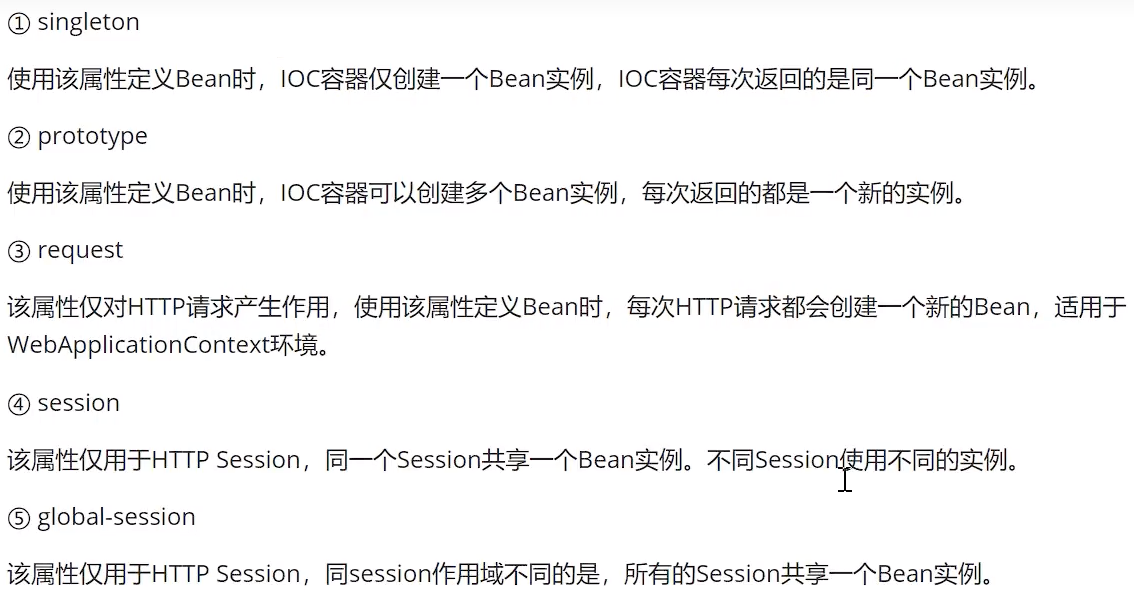 ① singleton
使用该属性定义Bean时，IOC容器仅创建一个Bean实例，IOC容器每次返回的是同一个Bean实例。
② prototype
使用该属性定义Bean时，IOC容器可以创建多个Bean实例，每次返回的都是一个新的实例。
③ request
该属性仅对HTTP请求产生作用，使用该属性定义Bean时，每次HTTP请求都会创建一个新的Bean，适用于
WebApplicationContext环境。
④ session
该属性仅用于HTTP Session，同一个Session共享一个Bean实例。不同Session使用不同的实例。
⑤ global-session
该属性仅用于HTTP Session，同session作用域不同的是，所有的Session共享一个Bean实例。